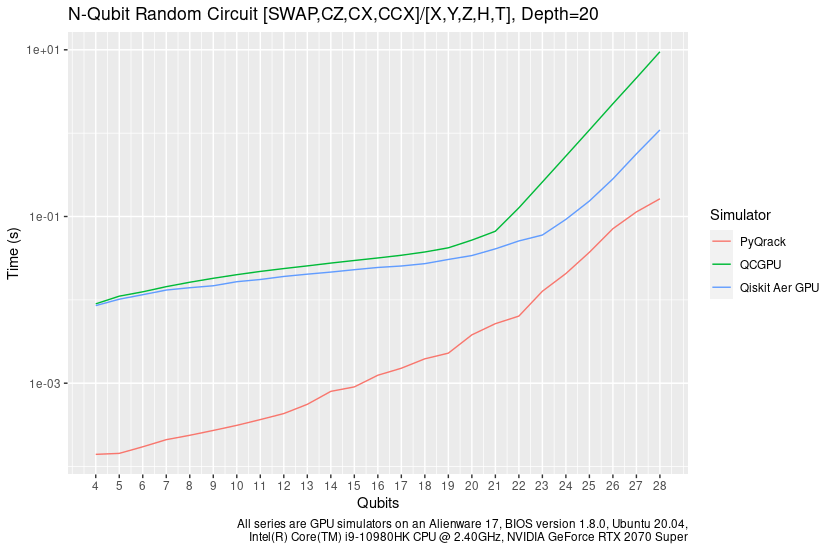 N-Qubit Random Circuit [SWAP,CZ,CX,CCX]/[X,Y,Z,H,T], Depth=20
1e+01
1e-01
1e-03
Time (s)
4 5 6 7 8 9 10 11 12 13 14 15 16 17 18 19 20 21 22 23 24 25 26 27 28
Qubits
Simulator
PyQrack
QCGPU
Qiskit Aer GPU
All series are GPU simulators on an Alienware 17, BIOS version 1.8.0, Ubuntu 20.04,
Intel(R) Core(TM) i9-10980HK CPU @ 2.40GHz, NVIDIA GeForce RTX 2070 Super